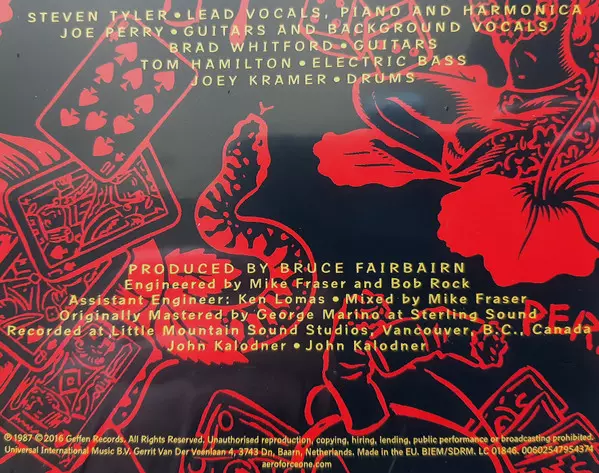 STEVEN TYLER • LEAD VOCALS, PIANO AND HARMONICA
JOE PERRY • GUITARS AND BACKGROUND VOCALS
BRAD WHITFORD • GUITARS
TOM HAMILTON • ELECTRIC BASS
JOEY KRAMER • DRUMS
PRODUCED BY BRUCE FAIRBAIRN
Engineered by Mike Fraser and Bob Rock
Assistant Engineer: Ken Lomas • Mixed by Mike Fraser
Originally Mastered by George Marino at Sterling Sound
Recorded at Little Mountain Sound Studios, Vancouver, B.C., Canada
John Kalodner • John Kalodner
PE
℗ 1987 © 2016 Geffen Records. All Rights Reserved. Unauthorised reproduction, copying, hiring, lending, public performance or broadcasting prohibited.
Universal International Music B.V. Gerrit Van Der Veenlaan 4, 3743 Dn, Baarn, Netherlands. Made in the EU. BIEM/SDRM. LC 01846. 00602547954374
aeroforceone.com